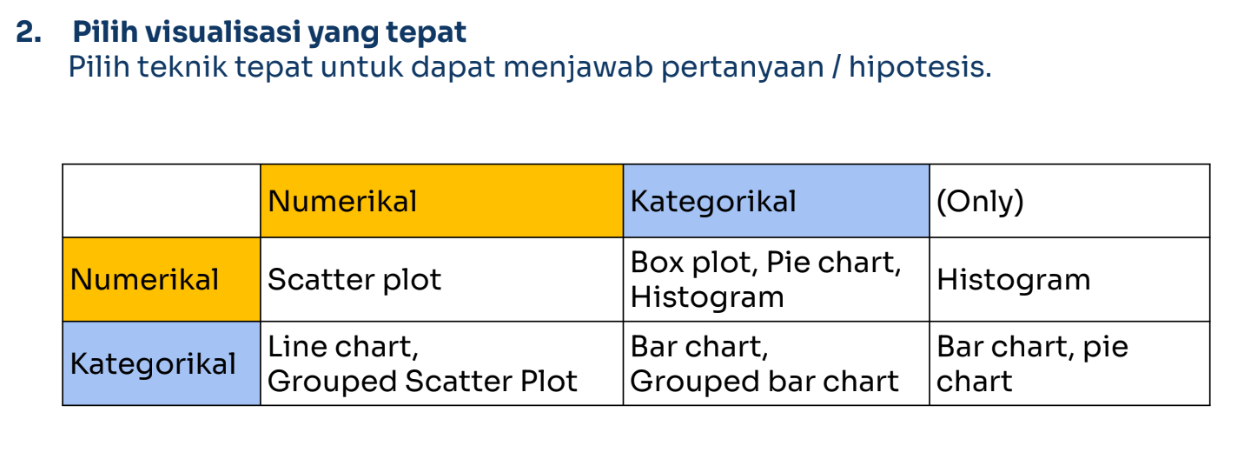 2. Pilih visualisasi yang tepat
Pilih teknik tepat untuk dapat menjawab pertanyaan / hipotesis.
Numerikal
Kategorikal
(Only)
Numerikal
Scatter plot
Box plot, Pie chart,
Histogram
Histogram
Kategorikal
Line chart,
Grouped Scatter Plot
Bar chart,
Grouped bar chart
Bar chart, pie
chart